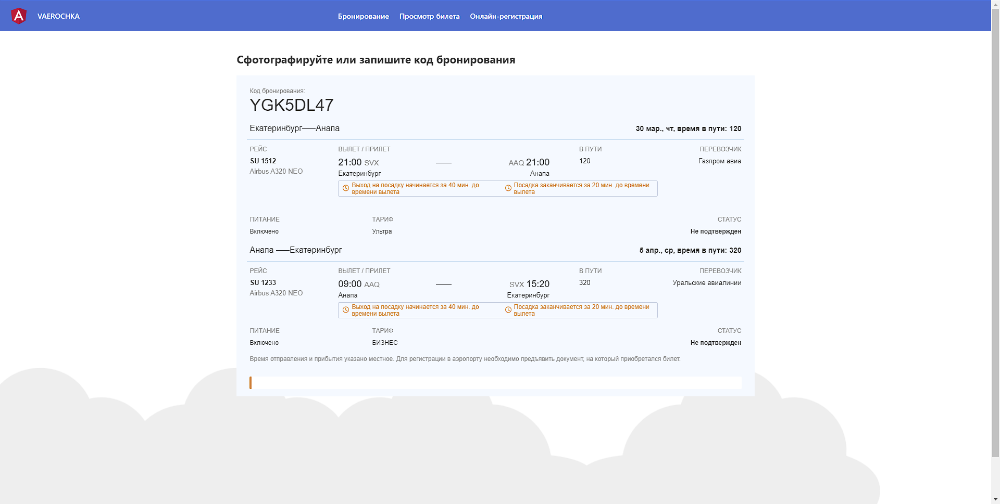 VAEROCHKA
Бронирование Просмотр билета Онлайн-регистрация
Сфотографируйте или запишите код бронирования
Код бронирования:
YGK5DL47
Екатеринбург——Анапа 30 мар., чт, время в пути: 120
РЕЙС ВЫЛЕТ / ПРИЛЕТ В ПУТИ ПЕРЕВОЗЧИК
SU 1512 21:00 SVX —— AAQ 21:00 120 Газпром авиа
Airbus A320 NEO Екатеринбург Анапа
Выход на посадку начинается за 40 мин. до времени вылета
Посадка заканчивается за 20 мин. до времени вылета
ПИТАНИЕ ТАРИФ СТАТУС
Включено Ультра Не подтвержден
Анапа ——Екатеринбург 5 апр., ср, время в пути: 320
РЕЙС ВЫЛЕТ / ПРИЛЕТ В ПУТИ ПЕРЕВОЗЧИК
SU 1233 09:00 AAQ —— SVX 15:20 320 Уральские авиалинии
Airbus A320 NEO Анапа Екатеринбург
Выход на посадку начинается за 40 мин. до времени вылета
Посадка заканчивается за 20 мин. до времени вылета
ПИТАНИЕ ТАРИФ СТАТУС
Включено БИЗНЕС Не подтвержден
Время отправления и прибытия указано местное. Для регистрации в аэропорту необходимо предъявить документ, на который приобретался билет.